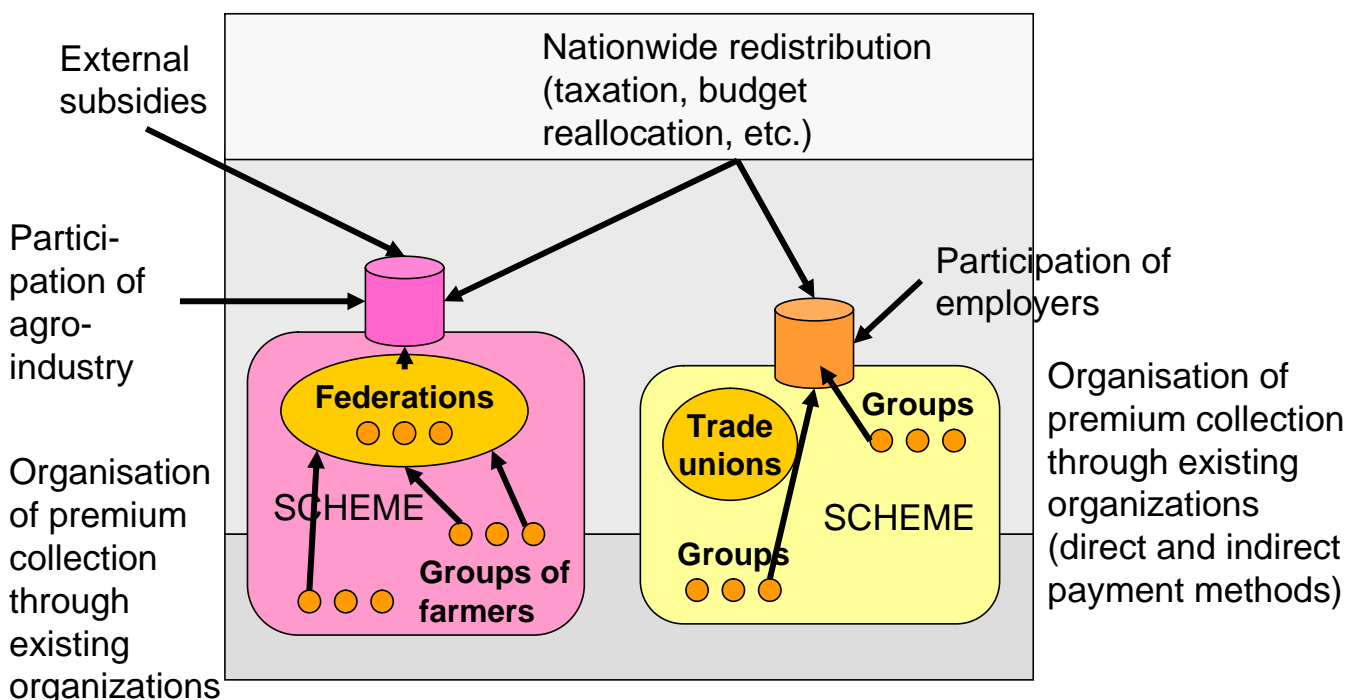 External
subsidies
Nationwide redistribution
(taxation, budget
reallocation, etc.)
Partici-
pation of
agro-
industry
Participation of
employers
Federations
SCHEME
Groups of
farmers
Trade
unions
Groups
SCHEME
Groups
Organisation
of premium
collection
through
existing
organizations
Organisation of
premium collection
through existing
organizations
(direct and indirect
payment methods)